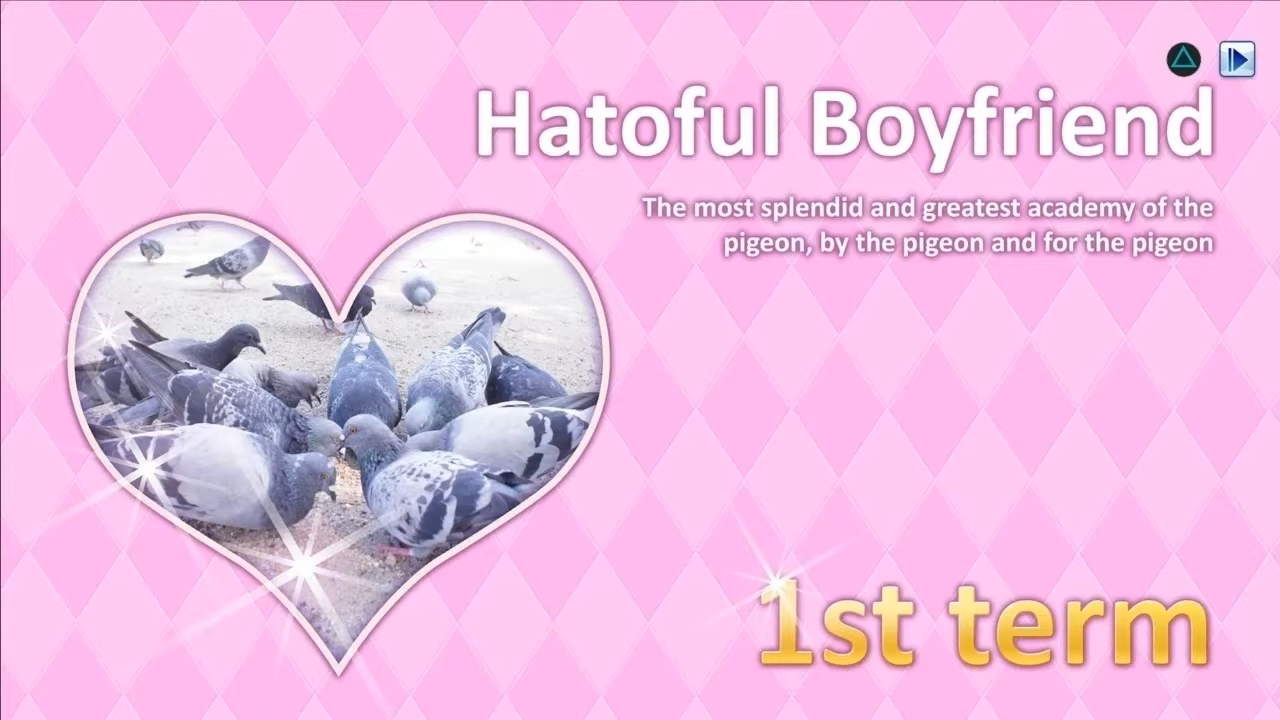 Hatoful Boyfriend
The most splendid and greatest academy of the
pigeon, by the pigeon and for the pigeon
1st term